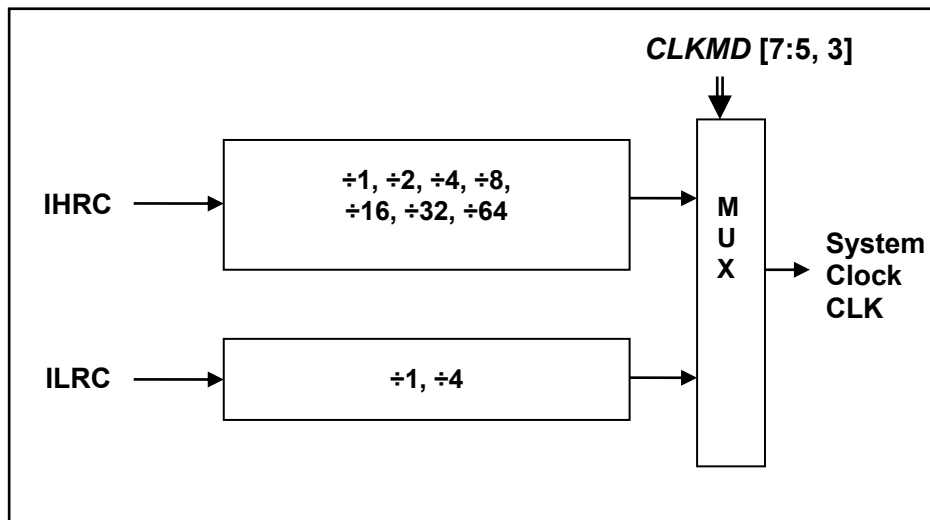 CLKMD [7:5, 3]
IHRC
÷1, ÷2, ÷4, ÷8,
÷16, ÷32, ÷64
M
U
X
System
Clock
CLK
ILRC
÷1, ÷4